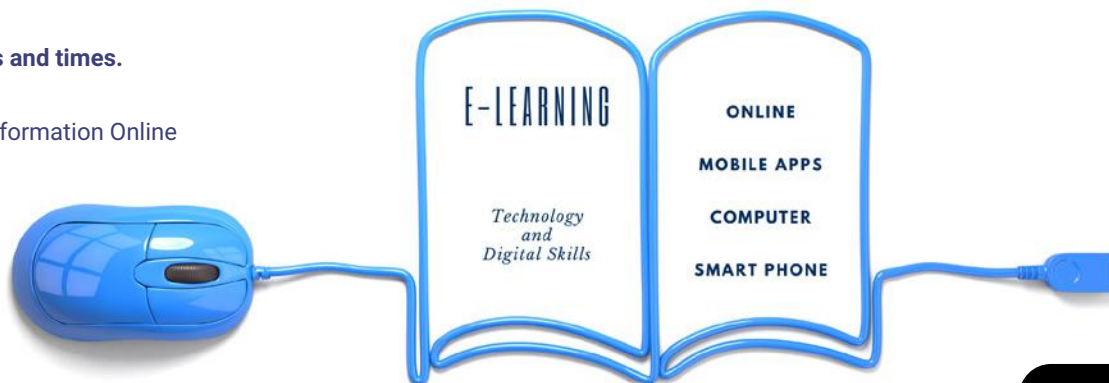 s and times.
formation Online
E-LEARNING
Technology
and
Digital Skills
ONLINE
MOBILE APPS
COMPUTER
SMART PHONE